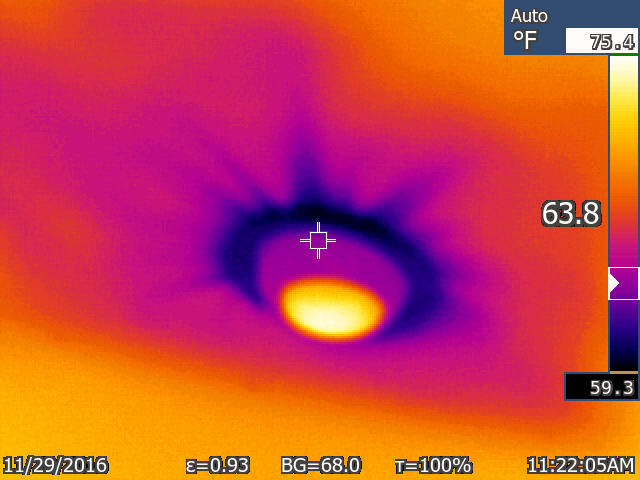 Auto
°F
75.4
63.8
59.3
11/29/2016 ε=0.93 BG=68.0 τ=100% 11:22:05AM